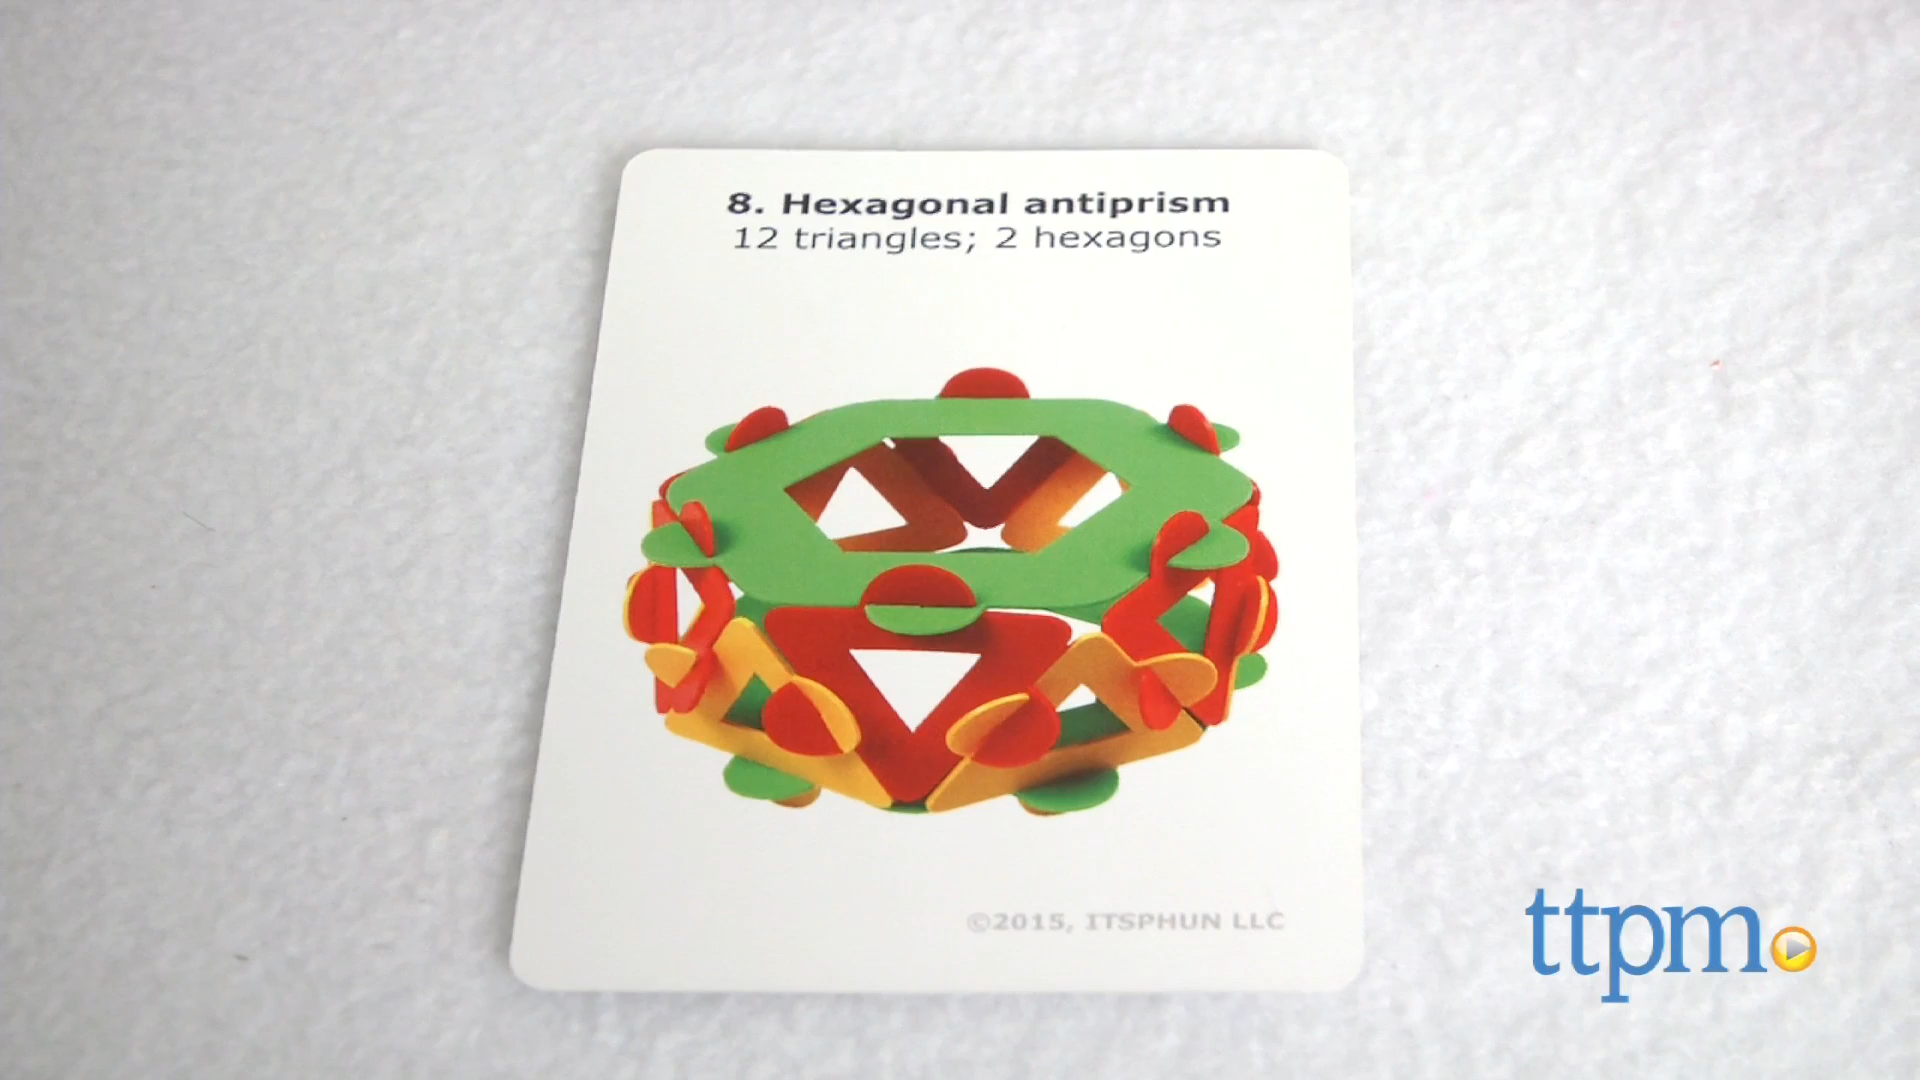 8. Hexagonal antiprism
12 triangles; 2 hexagons
©2015, ITSPHUN LLC
ttpm